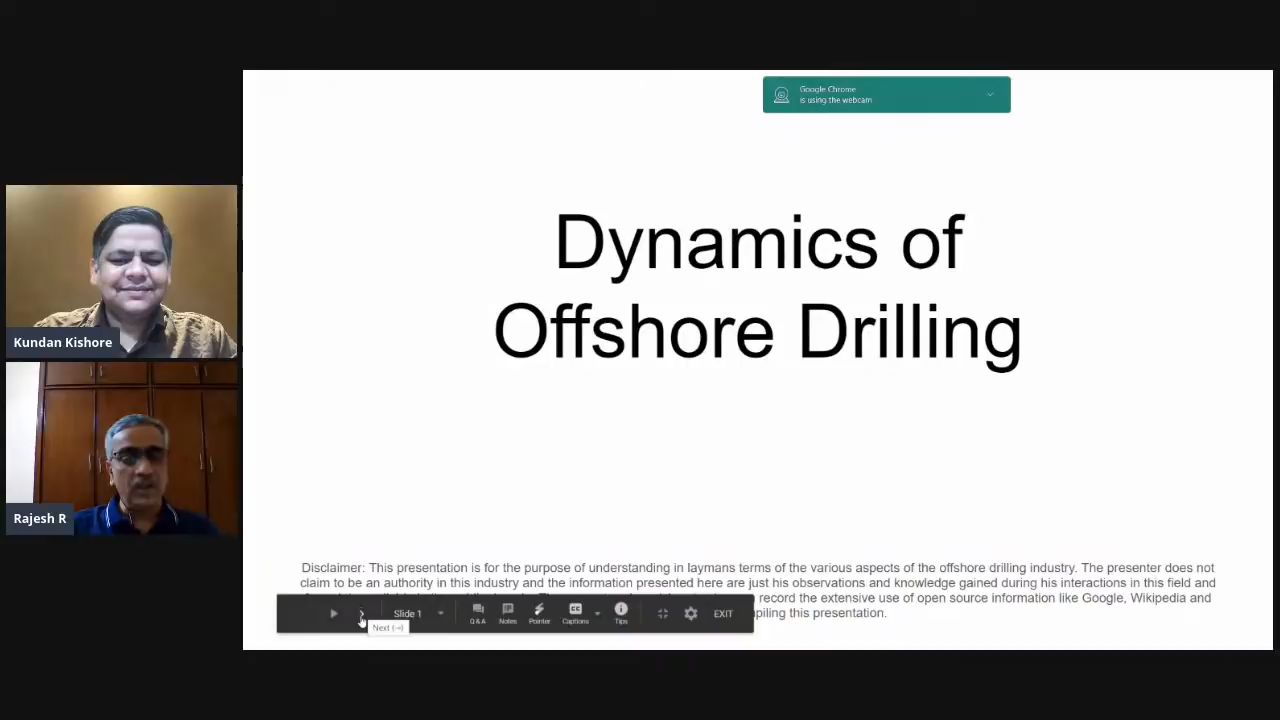 Google Chrome
is using the webcam
Dynamics of
Offshore Drilling
Kundan Kishore
Rajesh R
Disclaimer: This presentation is for the purpose of understanding in laymans terms of the various aspects of the offshore drilling industry. The presenter does not
claim to be an authority in this industry and the information presented here are just his observations and knowledge gained during his interactions in this field and
record the extensive use of open source information like Google, Wikipedia and
piling this presentation.
Slide 1
Q & A
Notes
Pointer
Captions
Tips
EXIT
Next (→)